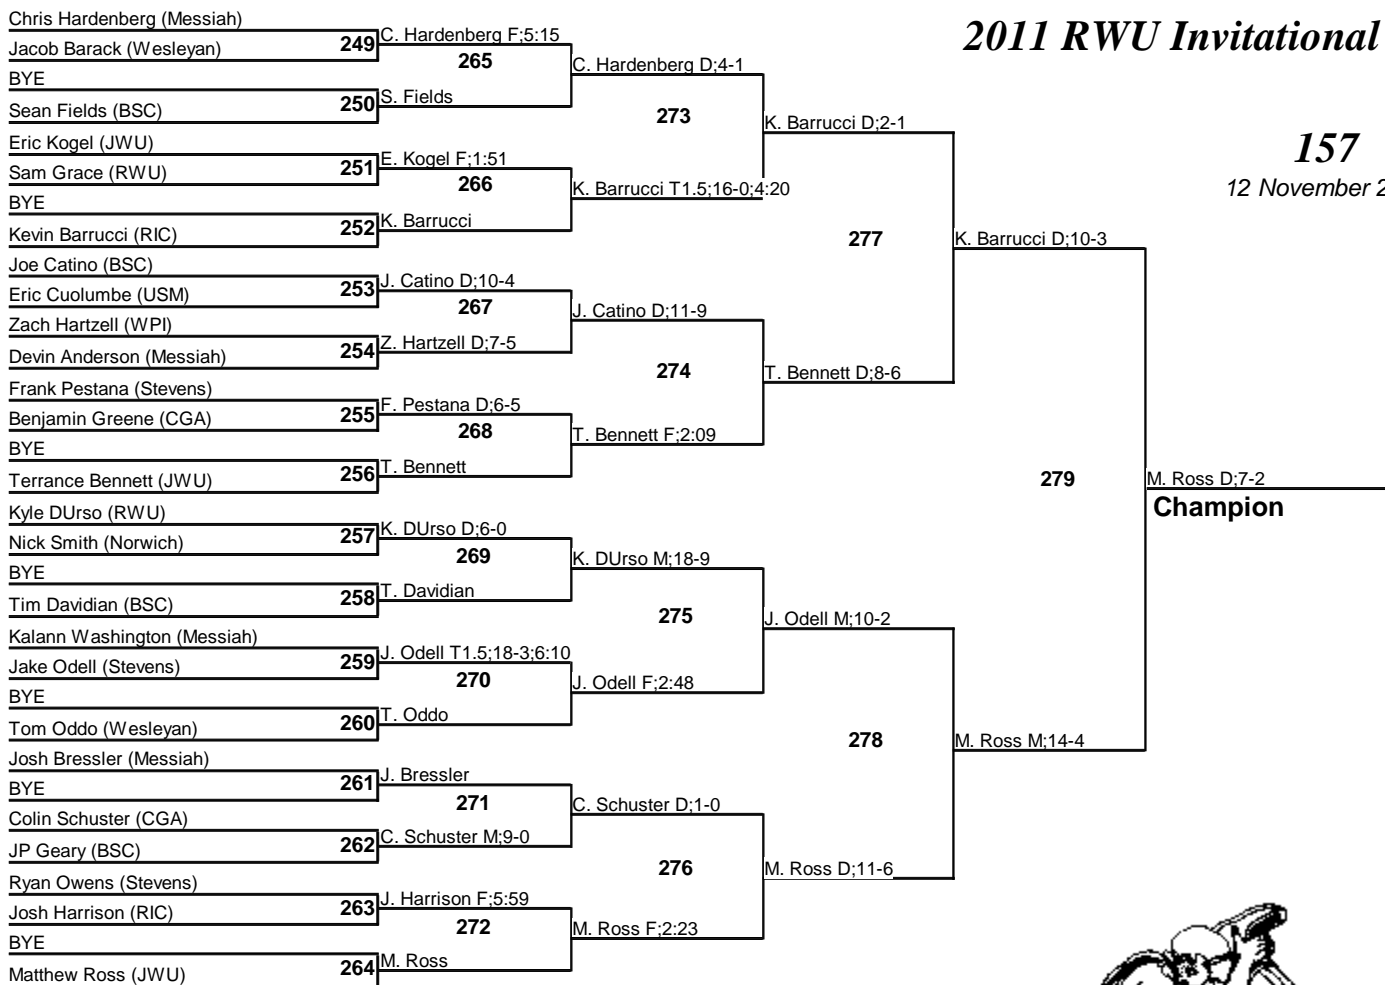 2011 RWU Invitational
157
12 November 2
Chris Hardenberg (Messiah)
Jacob Barack (Wesleyan)
BYE
Sean Fields (BSC)
Eric Kogel (JWU)
Sam Grace (RWU)
BYE
Kevin Barrucci (RIC)
Joe Catino (BSC)
Eric Cuolumbe (USM)
Zach Hartzell (WPI)
Devin Anderson (Messiah)
Frank Pestana (Stevens)
Benjamin Greene (CGA)
BYE
Terrance Bennett (JWU)
Kyle DUrso (RWU)
Nick Smith (Norwich)
BYE
Tim Davidian (BSC)
Kalann Washington (Messiah)
Jake Odell (Stevens)
BYE
Tom Oddo (Wesleyan)
Josh Bressler (Messiah)
BYE
Colin Schuster (CGA)
JP Geary (BSC)
Ryan Owens (Stevens)
Josh Harrison (RIC)
BYE
Matthew Ross (JWU)
249
250
251
252
253
254
255
256
257
258
259
260
261
262
263
264
C. Hardenberg F;5:15
265
S. Fields
E. Kogel F;1:51
266
K. Barrucci
J. Catino D;10-4
267
Z. Hartzell D;7-5
F. Pestana D;6-5
268
T. Bennett
K. DUrso D;6-0
269
T. Davidian
J. Odell T1.5;18-3;6:10
270
T. Oddo
J. Bressler
271
C. Schuster M;9-0
J. Harrison F;5:59
272
M. Ross
C. Hardenberg D;4-1
273
K. Barrucci T1.5;16-0;4:20
J. Catino D;11-9
274
T. Bennett F;2:09
K. DUrso M;18-9
275
J. Odell F;2:48
C. Schuster D;1-0
276
M. Ross F;2:23
K. Barrucci D;2-1
277
T. Bennett D;8-6
J. Odell M;10-2
278
M. Ross D;11-6
K. Barrucci D;10-3
279
M. Ross M;14-4
M. Ross D;7-2
Champion